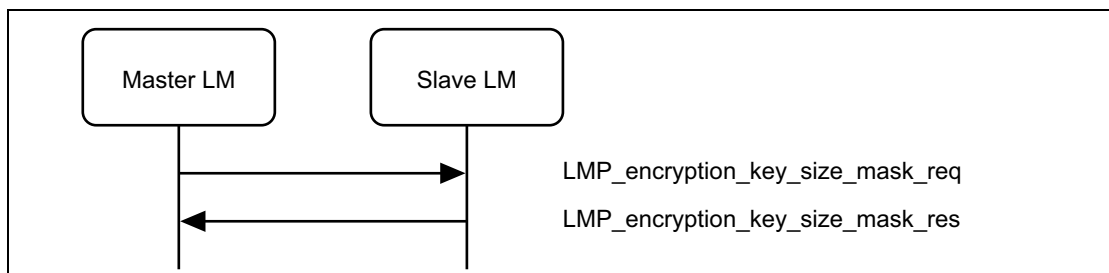 Master LM
Slave LM
LMP_encryption_key_size_mask_req
LMP_encryption_key_size_mask_res